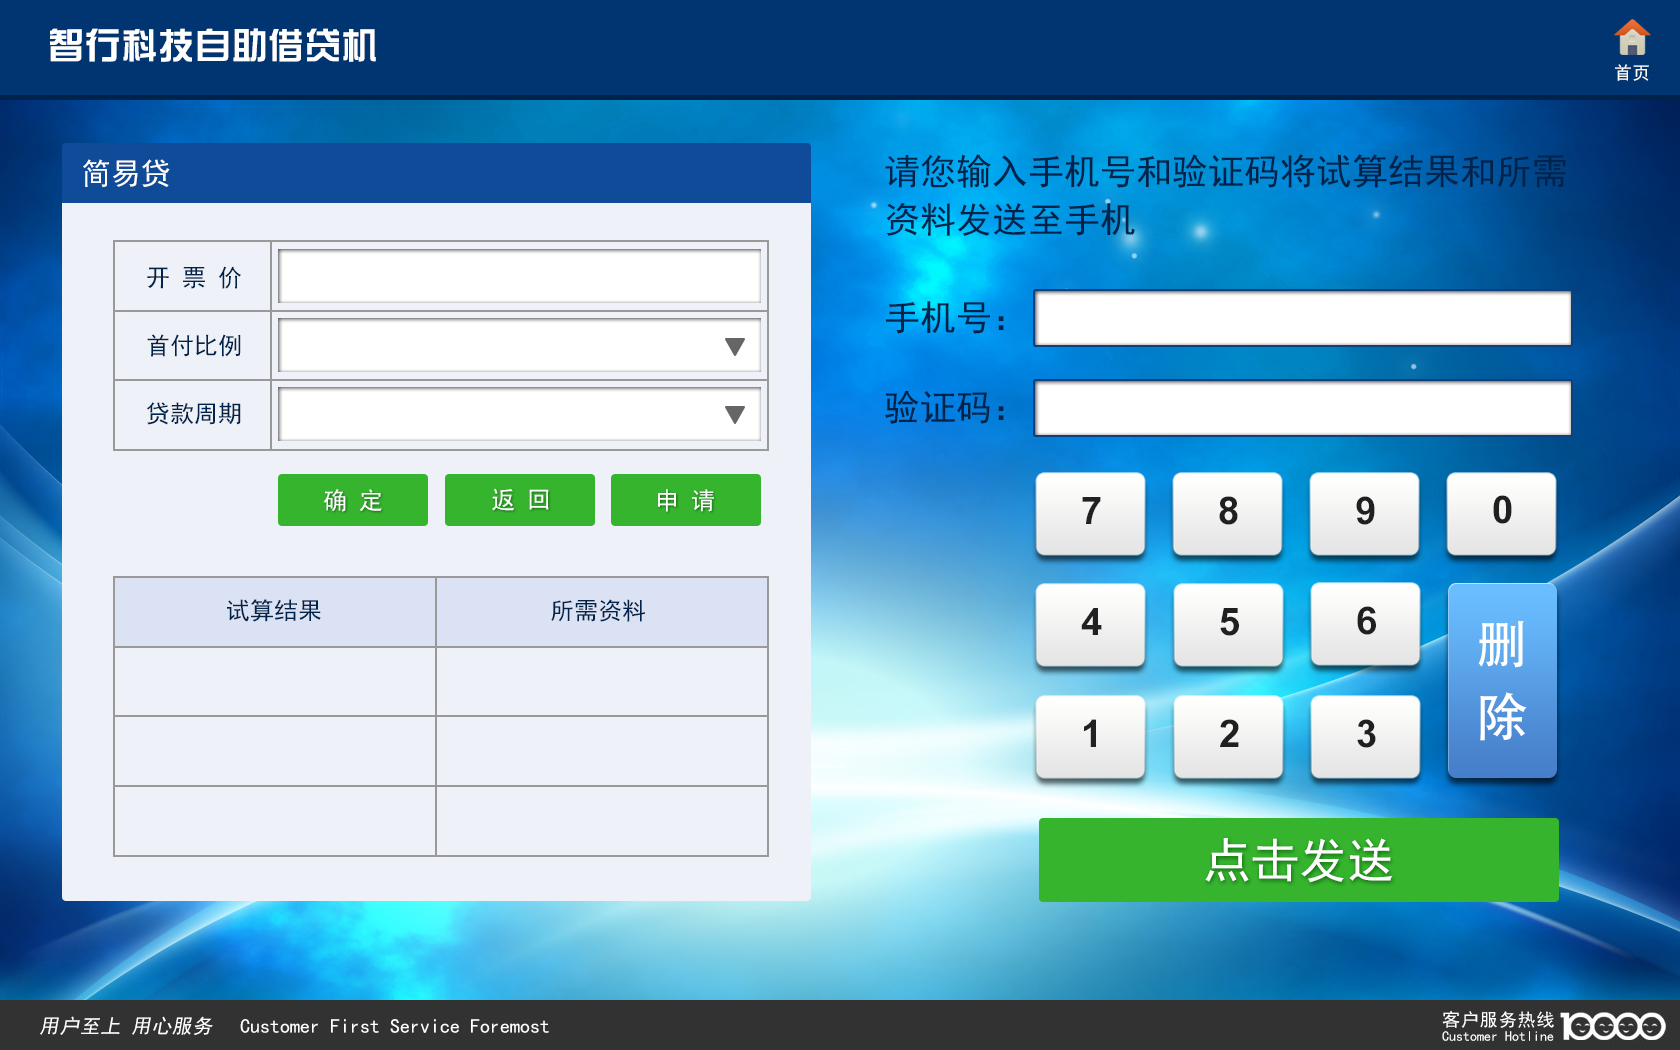 智行科技自助借贷机
首页
简易贷
开 票 价
首付比例
贷款周期
确 定
返 回
申 请
试算结果
所需资料
请您输入手机号和验证码将试算结果和所需
资料发送至手机
手机号：
验证码：
7 8 9 0
4 5 6
1 2 3
删
除
点击发送
用户至上 用心服务 Customer First Service Foremost
客户服务热线
Customer Hotline
10000